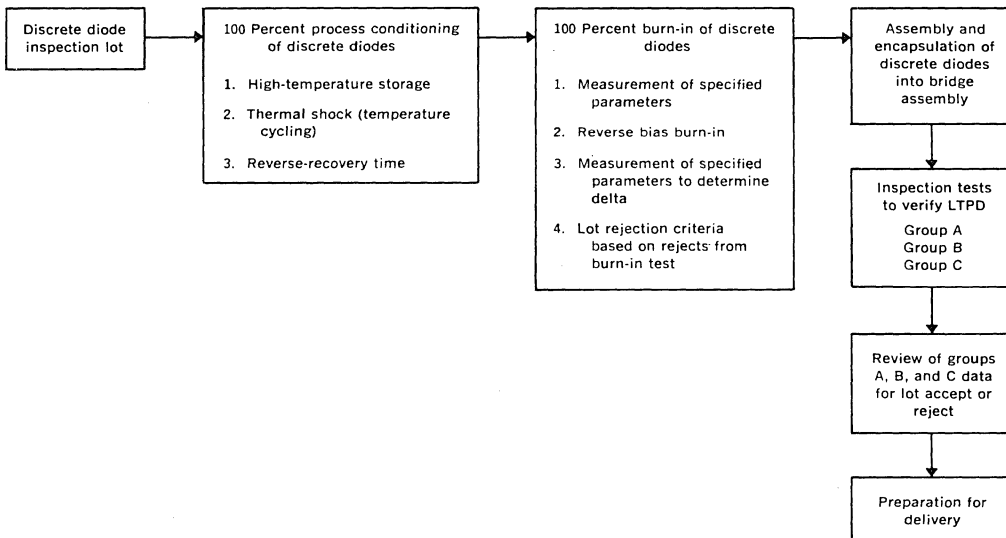 Discrete diode
inspection lot
100 Percent process conditioning
of discrete diodes
1. High-temperature storage
2. Thermal shock (temperature
cycling)
3. Reverse-recovery time
100 Percent burn-in of discrete
diodes
1. Measurement of specified
parameters
2. Reverse bias burn-in
3. Measurement of specified
parameters to determine
delta
4. Lot rejection criteria
based on rejects from
burn-in test
Assembly and
encapsulation of
discrete diodes
into bridge
assembly
Inspection tests
to verify LTPD
Group A
Group B
Group C
Review of groups
A, B, and C data
for lot accept or
reject
Preparation for
delivery